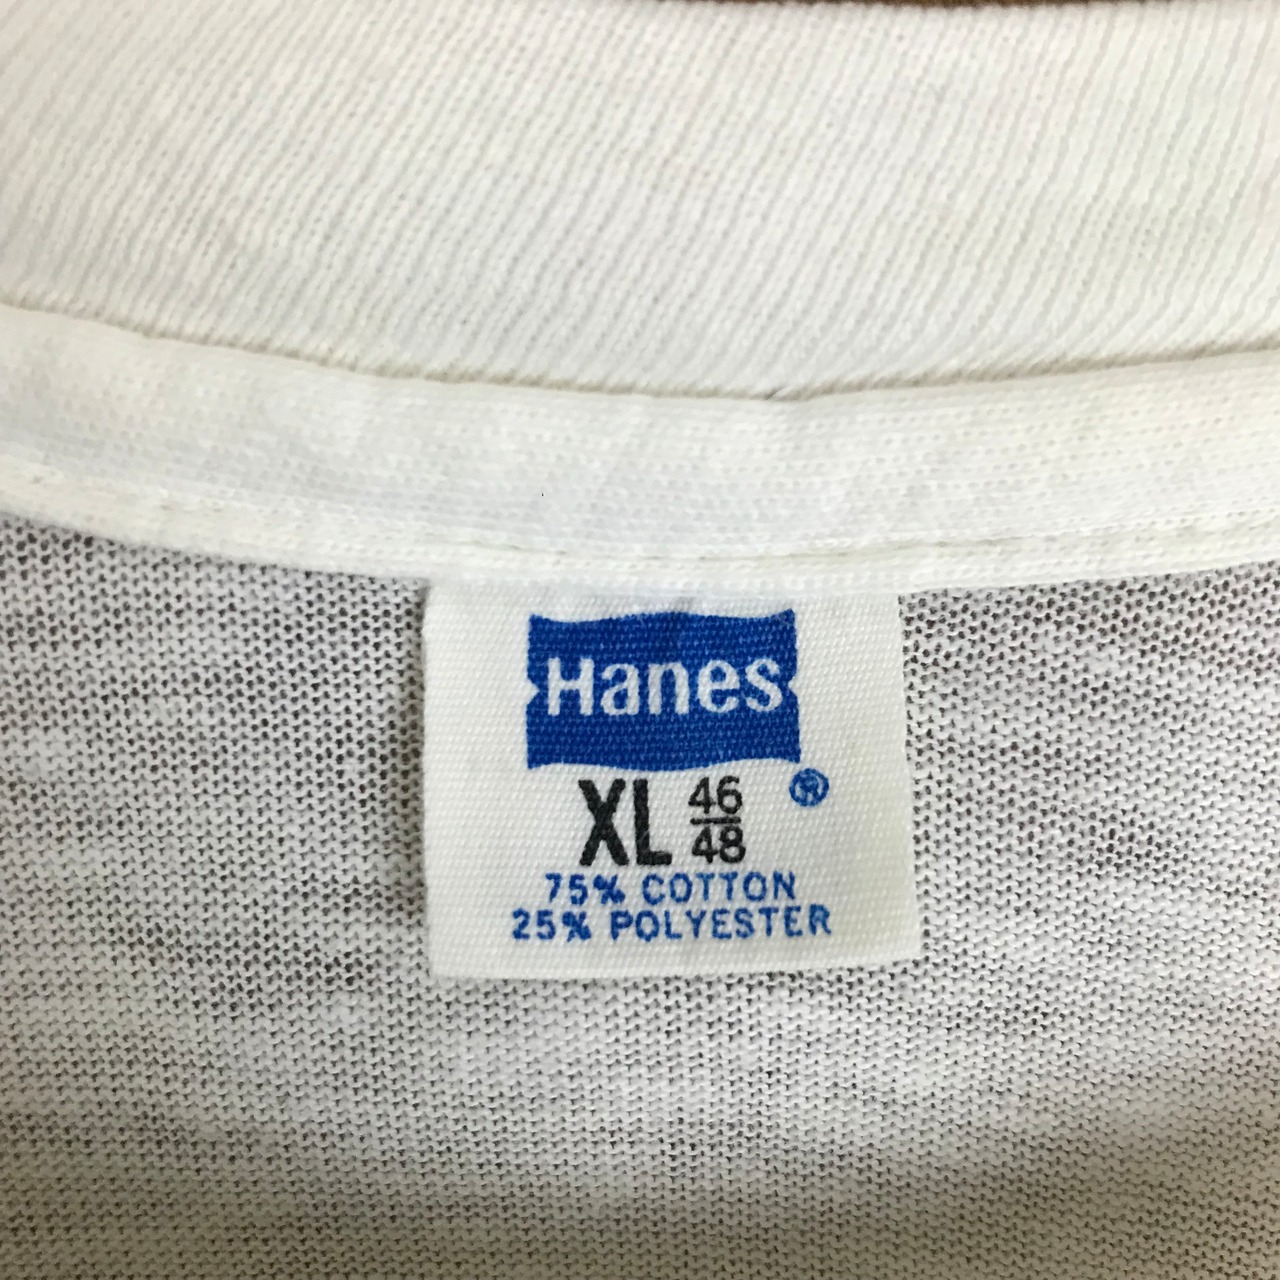 Hanes
®
XL 46/48
75% COTTON
25% POLYESTER